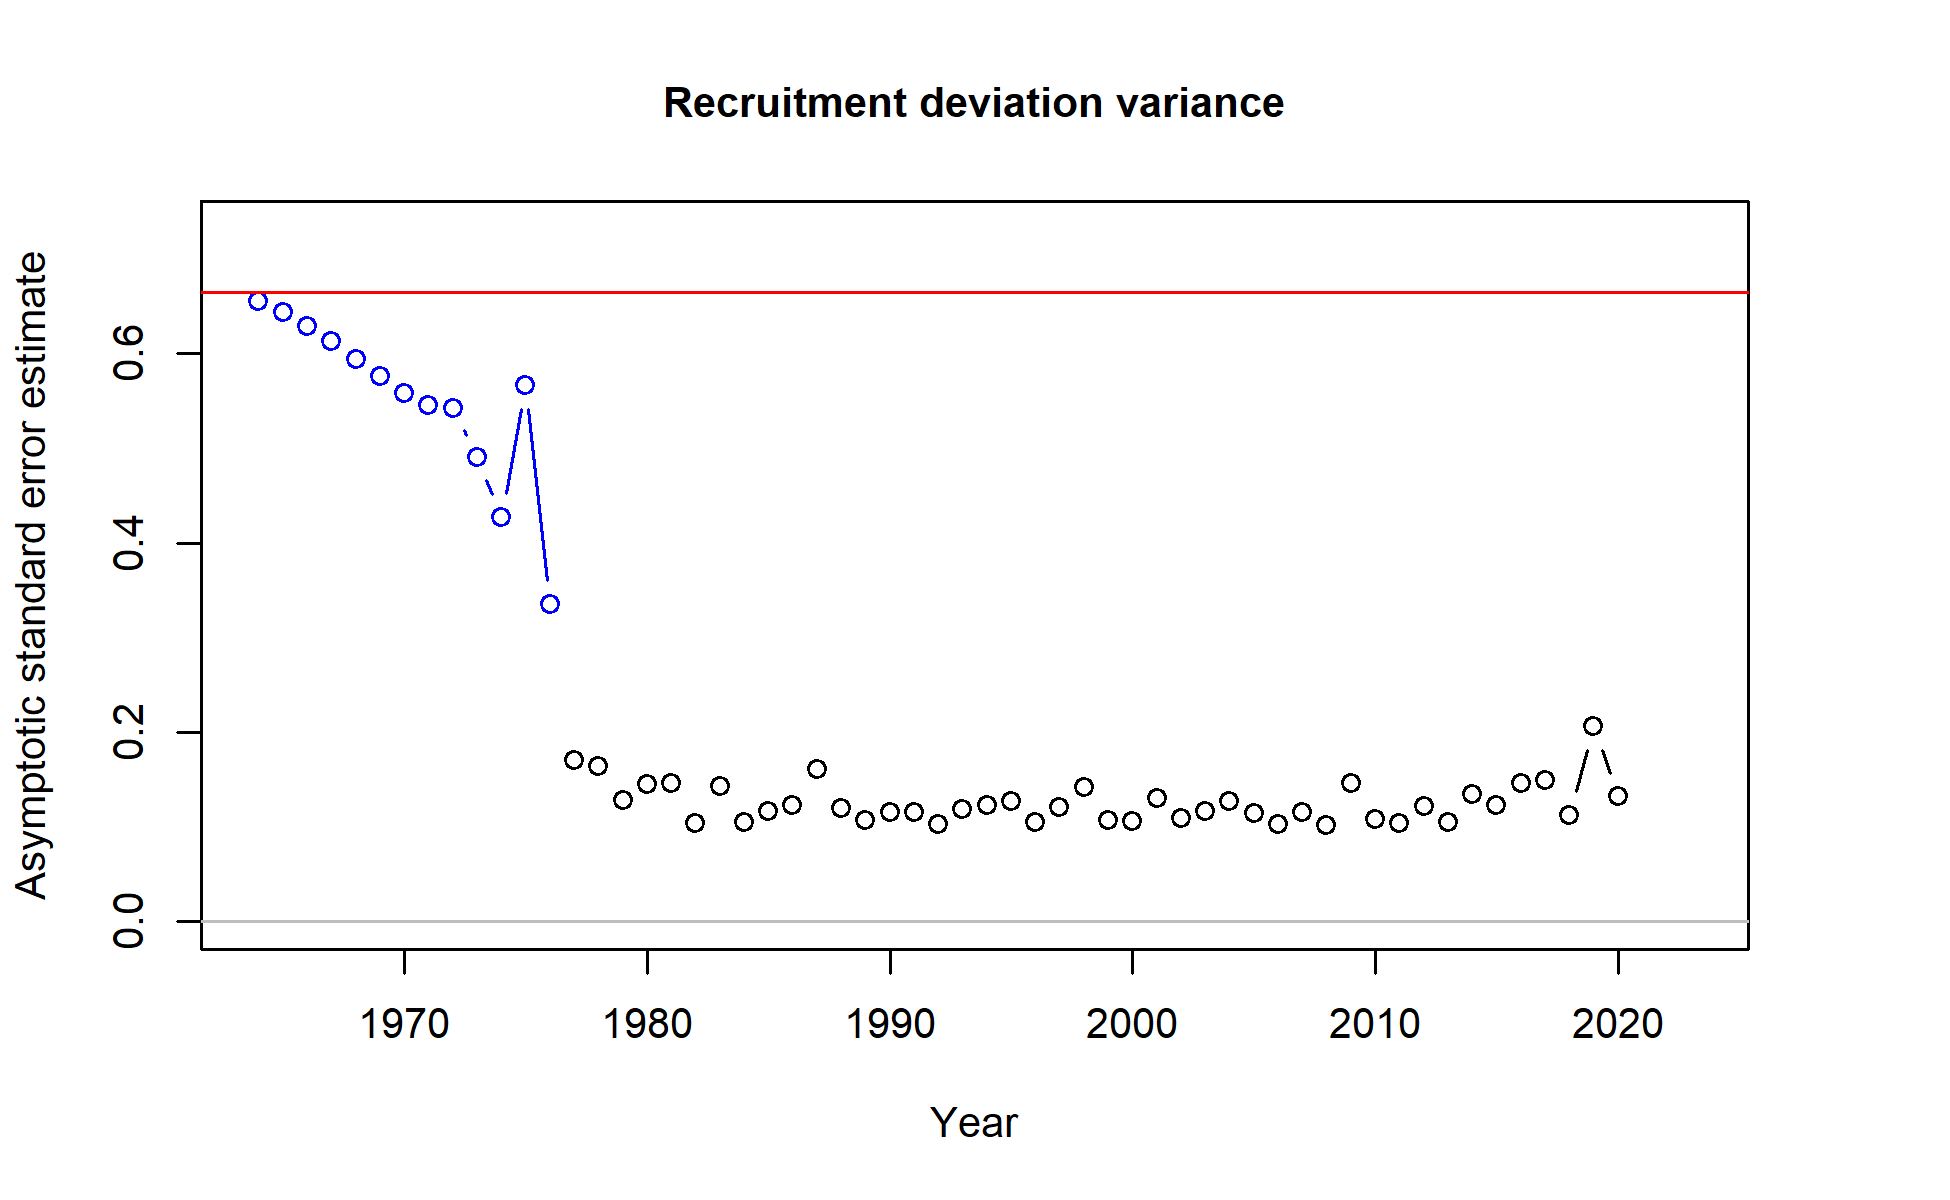 Recruitment deviation variance
Asymptotic standard error estimate
0.6
0.4
0.2
0.0
1970 1980 1990 2000 2010 2020
Year